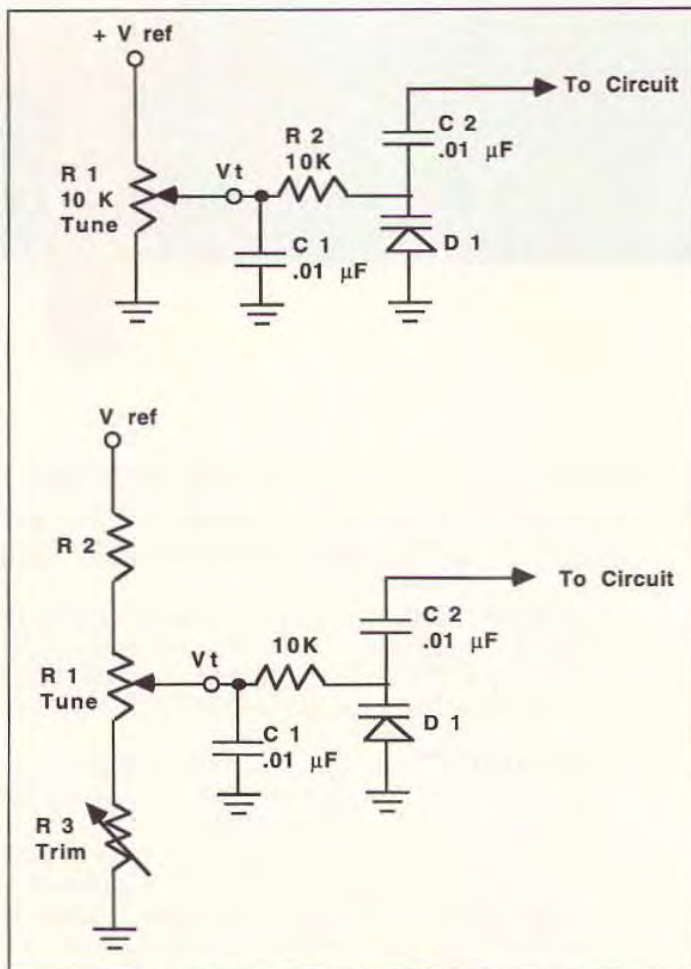 + V ref
To Circuit
C 2
.01 μF
R 2
10K
R 1
10 K
Tune
Vt
D 1
C 1
.01 μF
V ref
R 2
To Circuit
C 2
.01 μF
10K
R 1
Tune
Vt
D 1
C 1
.01 μF
R 3
Trim